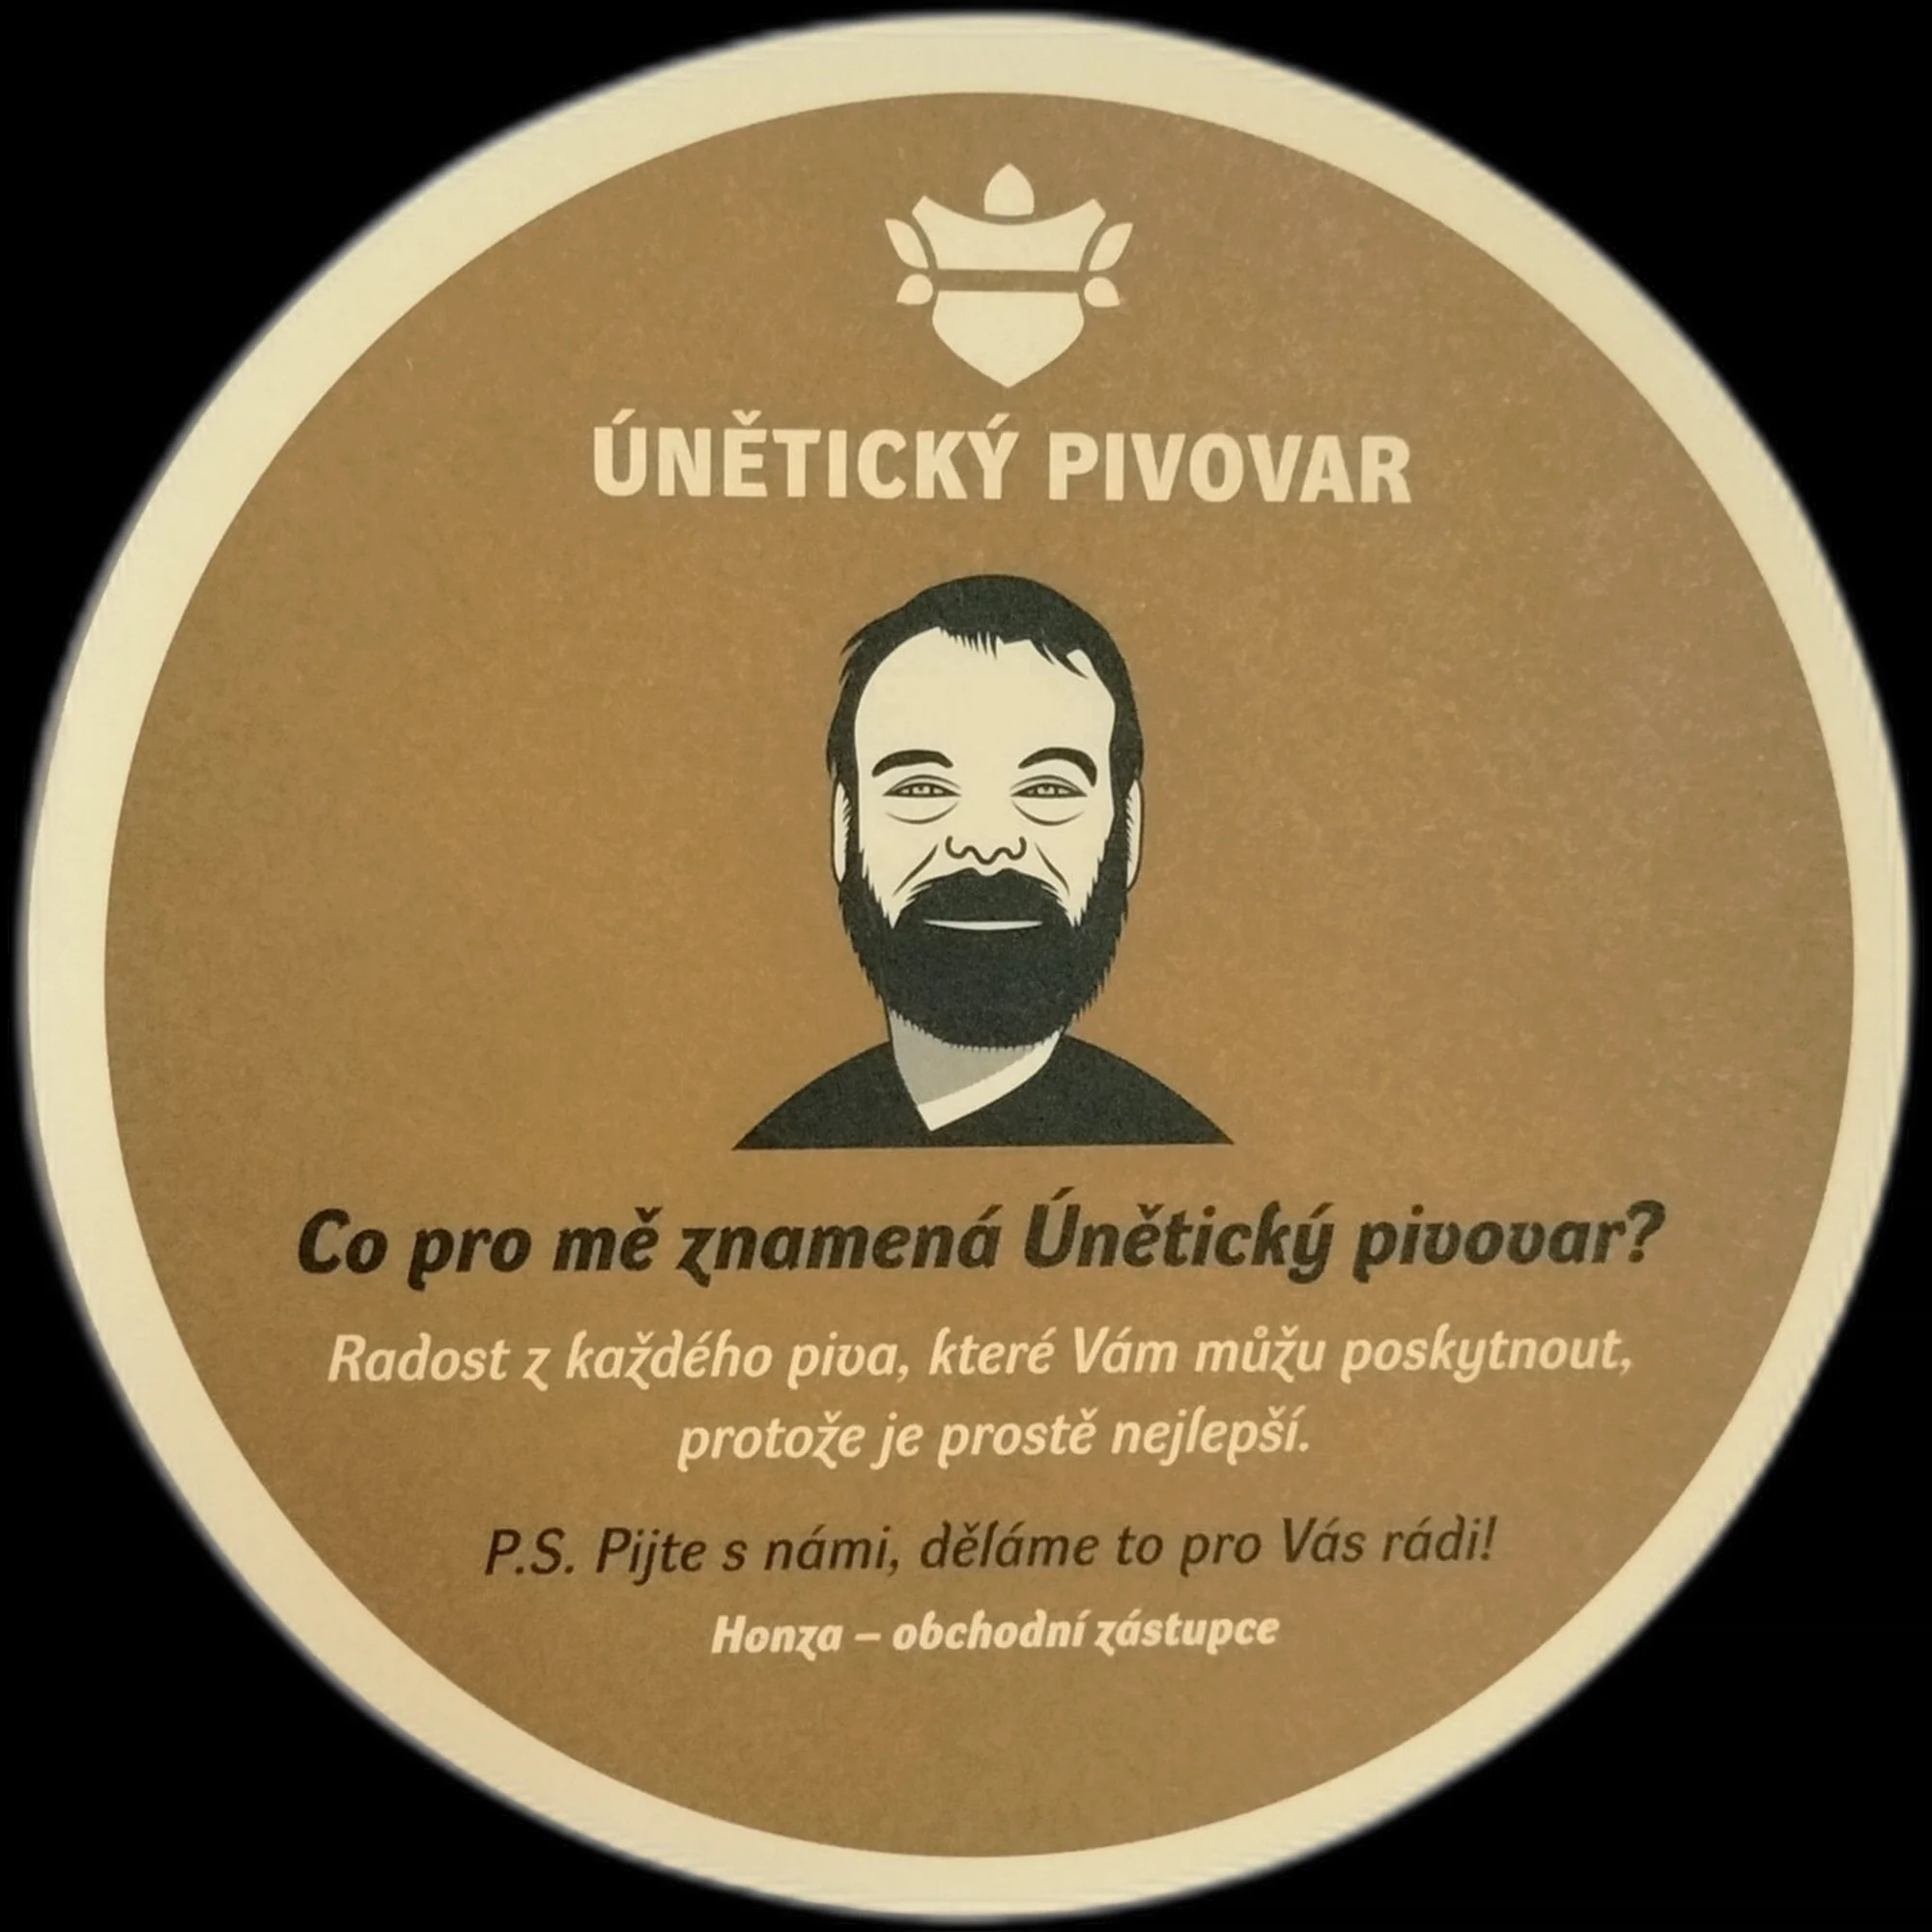 ÚNĚTICKÝ PIVOVAR
Co pro mě znamená Únětický pivovar?
Radost z každého piva, které Vám můžu poskytnout,
protože je prostě nejlepší.
P.S. Pijte s námi, děláme to pro Vás rádi!
Honza – obchodní zástupce